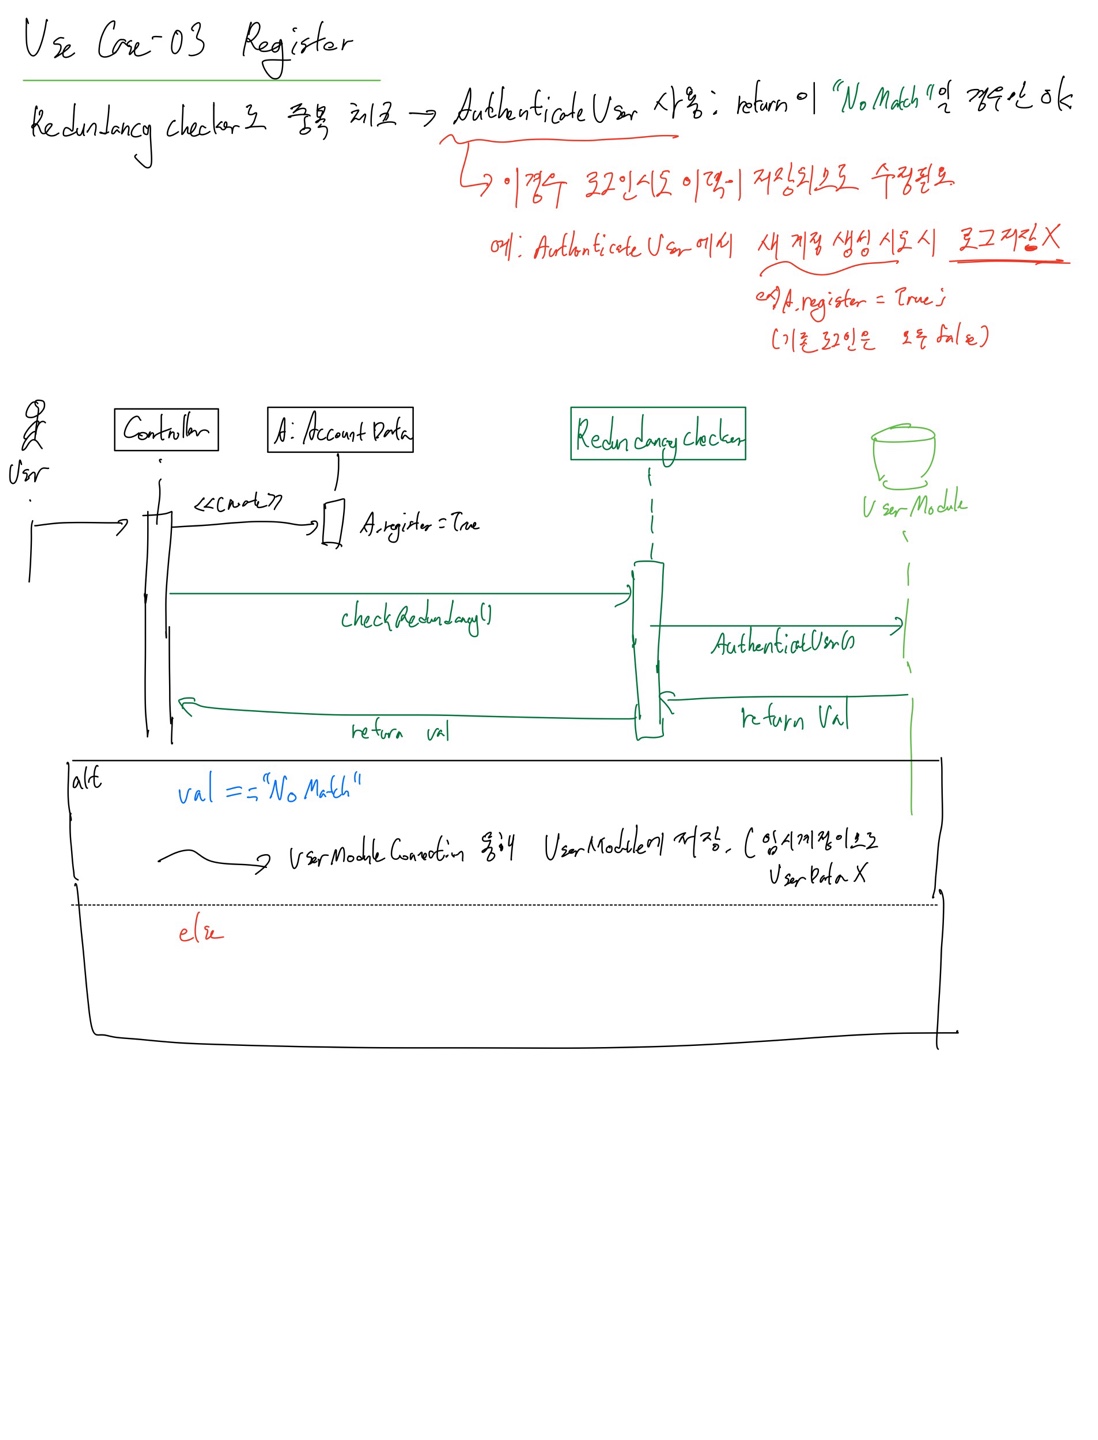 Use Case-03 Register
Redundancy checker로 중복 체크 → AuthenticateUser 사용: return이 "No Match"일 경우만 ok
↳ 이경우 로그인시도 이력이 저장되므로 수정필요
예: AuthenticateUser에서 새 계정 생성 시도 시 로그저장X
ex) A.register = True;
(기존 로그인은 모두 false)
User
Controller
A: Account Data
Redundancy checker
UserModule
<<Create>>
A.register = True
checkRedundancy()
AuthenticateUser()
return Val
return val
alt
val == "No Match"
UserModule Connection 통해 UserModule에 저장. (임시계정이므로
UserData X
else